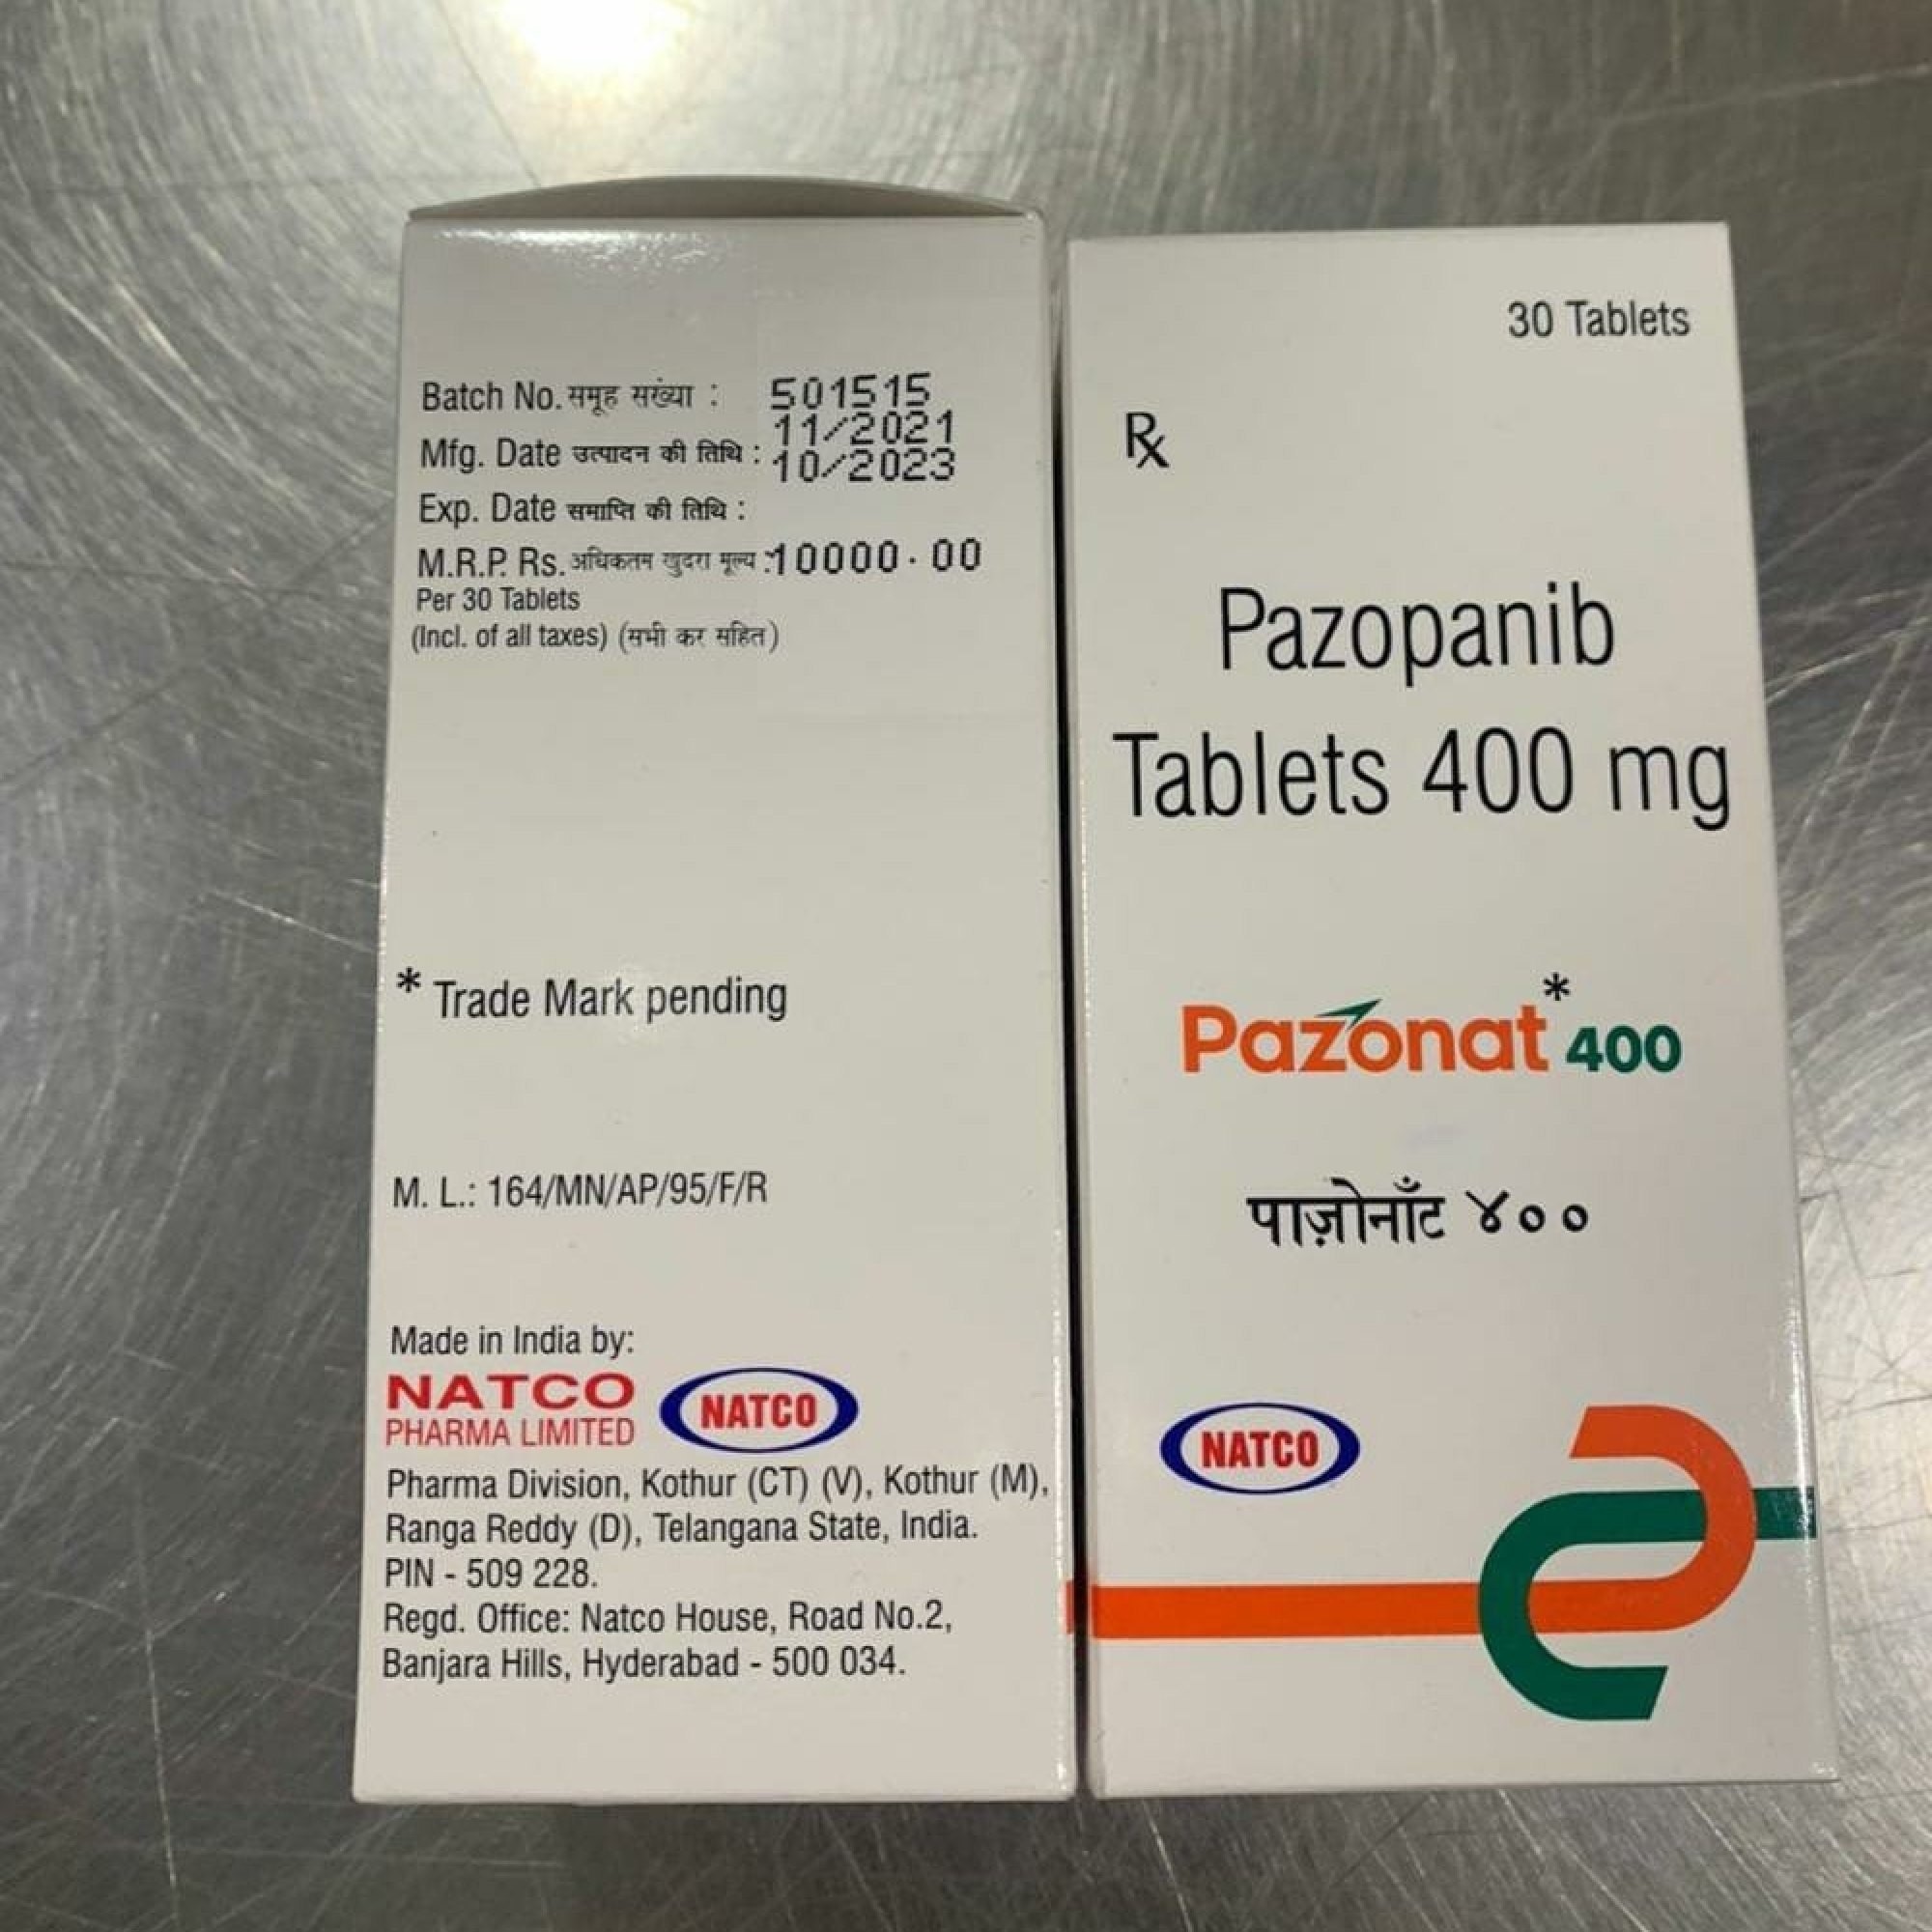 Batch No. समूह सख्ंया : 501515
Mfg. Date उत्पादन की तिथि : 11/2021
10/2023
Exp. Date समाप्ति की तिथि :
M.R.P. Rs. अधिकतम खुदरा मूल्य : 10000.00
Per 30 Tablets
(Incl. of all taxes) (सभी कर सहित)
* Trade Mark pending
M. L.: 164/MN/AP/95/F/R
Made in India by:
NATCO
PHARMA LIMITED
NATCO
Pharma Division, Kothur (CT) (V), Kothur (M),
Ranga Reddy (D), Telangana State, India.
PIN - 509 228.
Regd. Office: Natco House, Road No.2,
Banjara Hills, Hyderabad - 500 034.
30 Tablets
Rx
Pazopanib
Tablets 400 mg
Pazonat* 400
पाज़ोनाँट ४००
NATCO